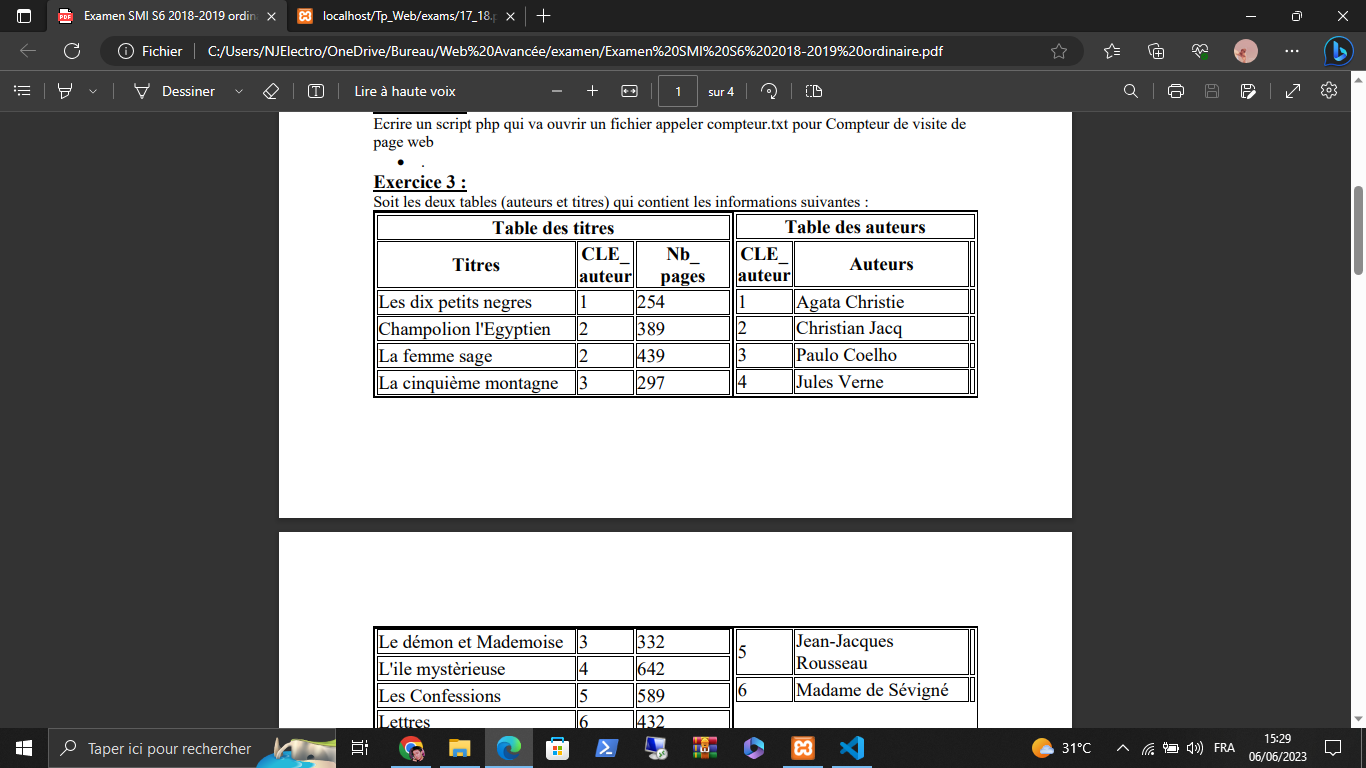 Examen SMI S6 2018-2019 ordin
localhost/Tp_Web/exams/17_18.
Fichier
C:/Users/NJElectro/OneDrive/Bureau/Web%20Avancée/examen/Examen%20SMI%20S6%202018-2019%20ordinaire.pdf
Dessiner
Lire à haute voix
1
sur 4
Ecrire un script php qui va ouvrir un fichier appeler compteur.txt pour Compteur de visite de
page web
• .
Exercice 3 :
Soit les deux tables (auteurs et titres) qui contient les informations suivantes :
Table des titres
Titres CLE_auteur Nb_pages
Les dix petits negres 1 254
Champolion l'Egyptien 2 389
La femme sage 2 439
La cinquième montagne 3 297
Table des auteurs
CLE_auteur Auteurs
1 Agata Christie
2 Christian Jacq
3 Paulo Coelho
4 Jules Verne
Le démon et Mademoise 3 332
L'ile mystèrieuse 4 642
Les Confessions 5 589
Lettres 6 432
5 Jean-Jacques
Rousseau
6 Madame de Sévigné
Taper ici pour rechercher
31°C
FRA
15:29
06/06/2023